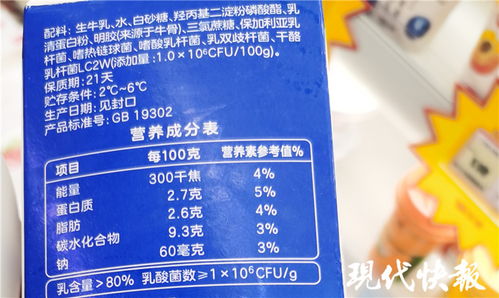 配料：生牛乳、水、白砂糖、羟丙基二淀粉磷酸酯、乳
清蛋白粉、明胶(来源于牛骨)、三氯蔗糖、保加利亚乳
杆菌、嗜热链球菌、嗜酸乳杆菌、乳双歧杆菌、干酪
乳杆菌LC2W(添加量：1.0×10⁶CFU/100g)。
保质期：21天
贮存条件：2℃~6℃
生产日期：见封口
产品标准号：GB 19302
营养成分表
项目 每100克 营养素参考值%
能量 300千焦 4%
蛋白质 2.7克 5%
脂肪 2.6克 4%
碳水化合物 9.3克 3%
钠 60毫克 3%
乳含量>80% 乳酸菌数≥1×10⁶CFU/g
现代快報